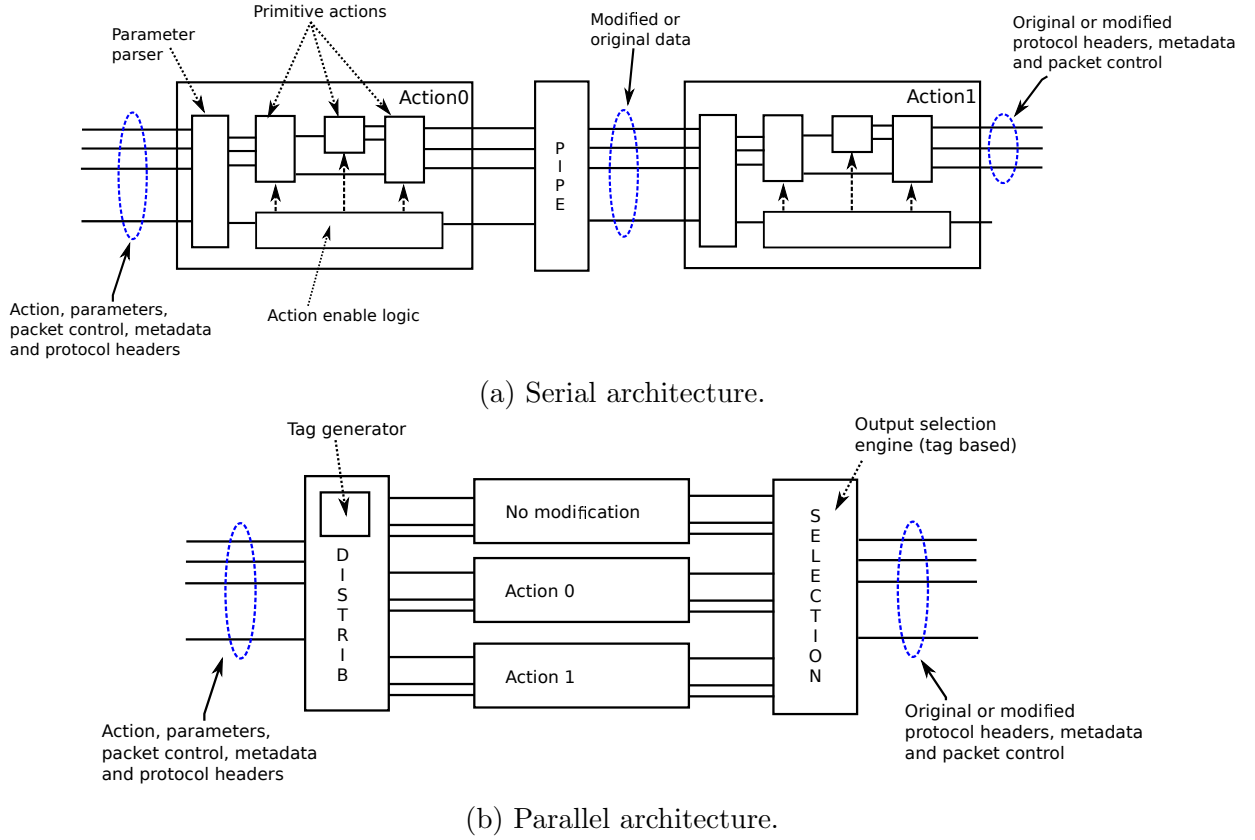 Primitive actions
Parameter
parser
Modified or
original data
Original or modified
protocol headers, metadata
and packet control
Action0
PIPE
Action1
Action, parameters,
packet control, metadata
and protocol headers
Action enable logic
(a) Serial architecture.
Tag generator
Output selection
engine (tag based)
DISTRIB
No modification
Action 0
Action 1
SELECTION
Action, parameters,
packet control, metadata
and protocol headers
Original or modified
protocol headers, metadata
and packet control
(b) Parallel architecture.